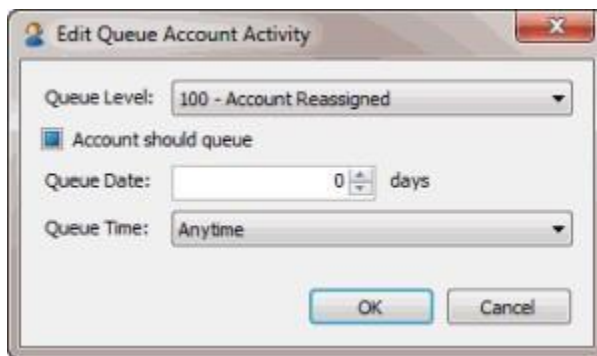 Edit Queue Account Activity
Queue Level: 100 - Account Reassigned
Account should queue
Queue Date: 0 days
Queue Time: Anytime
OK Cancel